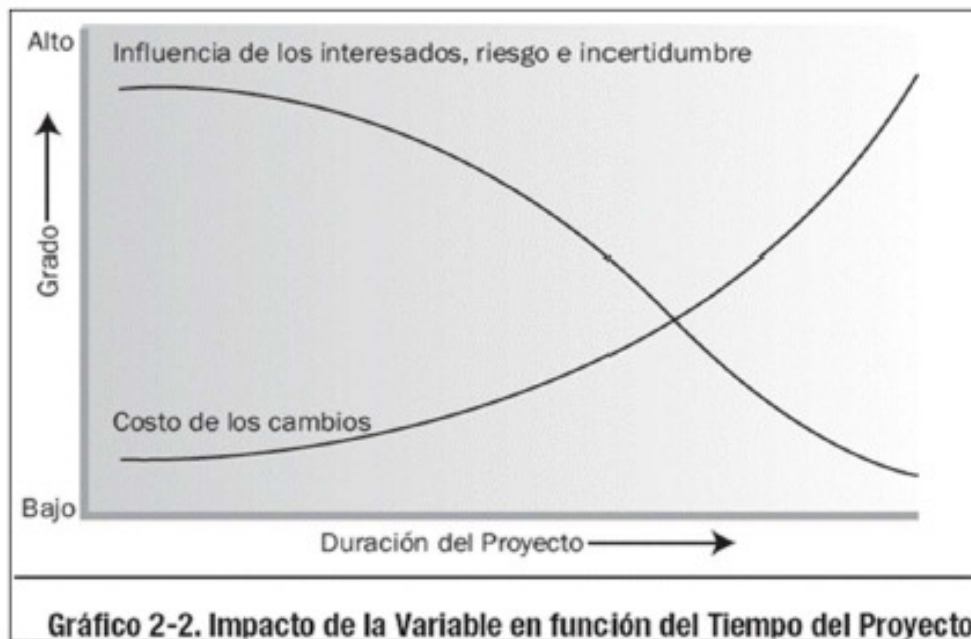 Alto
Influencia de los interesados, riesgo e incertidumbre
Grado
Costo de los cambios
Bajo
Duración del Proyecto
Gráfico 2-2. Impacto de la Variable en función del Tiempo del Proyecto